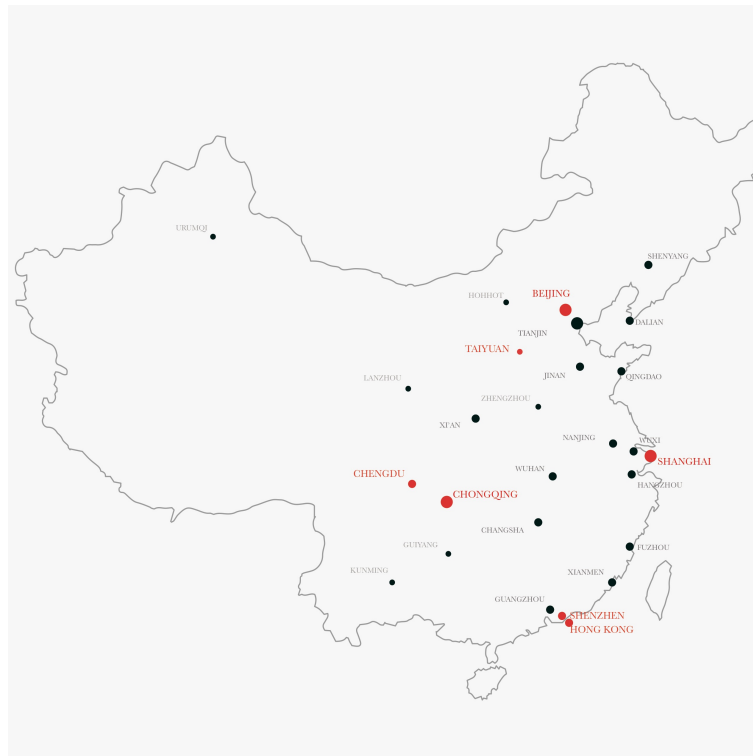 URUMQI
SHENYANG
BEIJING
HOHHOT
DALIAN
TIANJIN
TAIYUAN
JINAN
QINGDAO
LANZHOU
ZHENGZHOU
XI'AN
NANJING
WUXI
SHANGHAI
WUHAN
CHENGDU
HANGZHOU
CHONGQING
CHANGSHA
GUIYANG
FUZHOU
KUNMING
XIANMEN
GUANGZHOU
SHENZHEN
HONG KONG